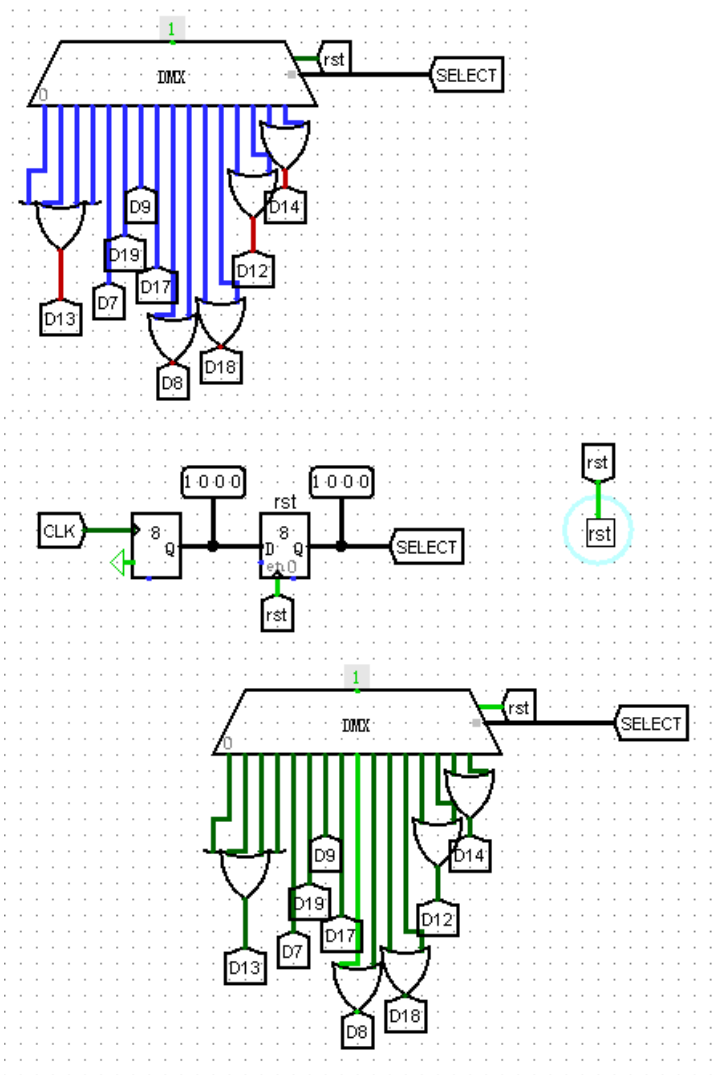 1
rst
DMX
SELECT
0
D9
D14
D19
D12
D17
D7
D13
D18
D8
1 0 0 0
1 0 0 0
rst
rst
CLK
8
Q
8
D
Q
en
0
SELECT
rst
rst
1
rst
DMX
SELECT
0
D9
D14
D19
D12
D17
D7
D13
D18
D8